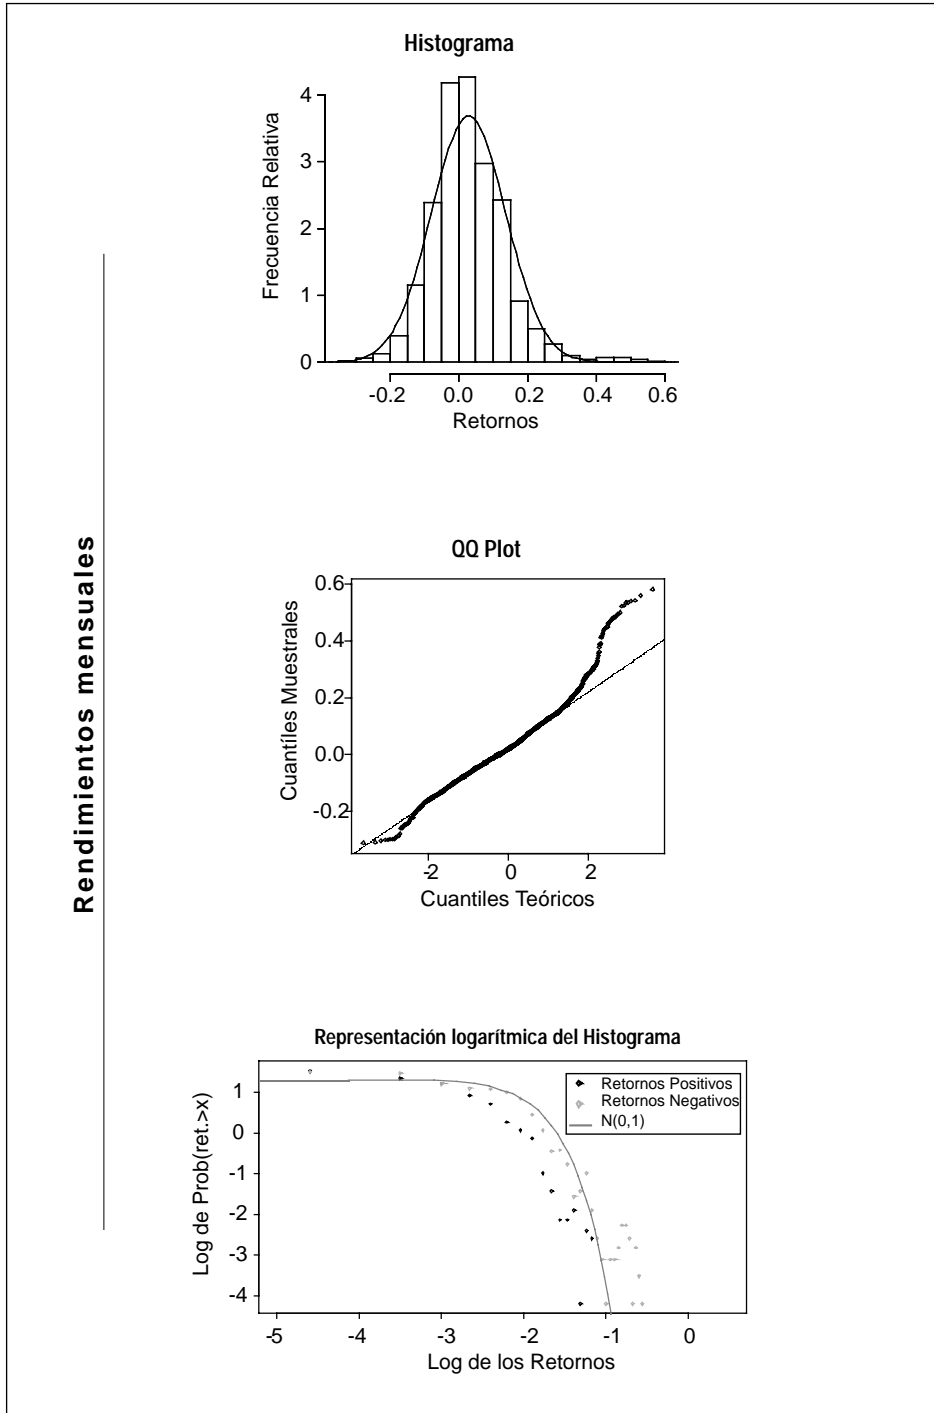 Rendimientos mensuales
Histograma
Frecuencia Relativa
4
3
2
1
0
-0.2 0.0 0.2 0.4 0.6
Retornos
QQ Plot
Cuantíles Muestrales
0.6
0.4
0.2
0.0
-0.2
-2 0 2
Cuantiles Teóricos
Representación logarítmica del Histograma
Log de Prob(ret.>x)
1
0
-1
-2
-3
-4
Retornos Positivos
Retornos Negativos
N(0,1)
-5 -4 -3 -2 -1 0
Log de los Retornos